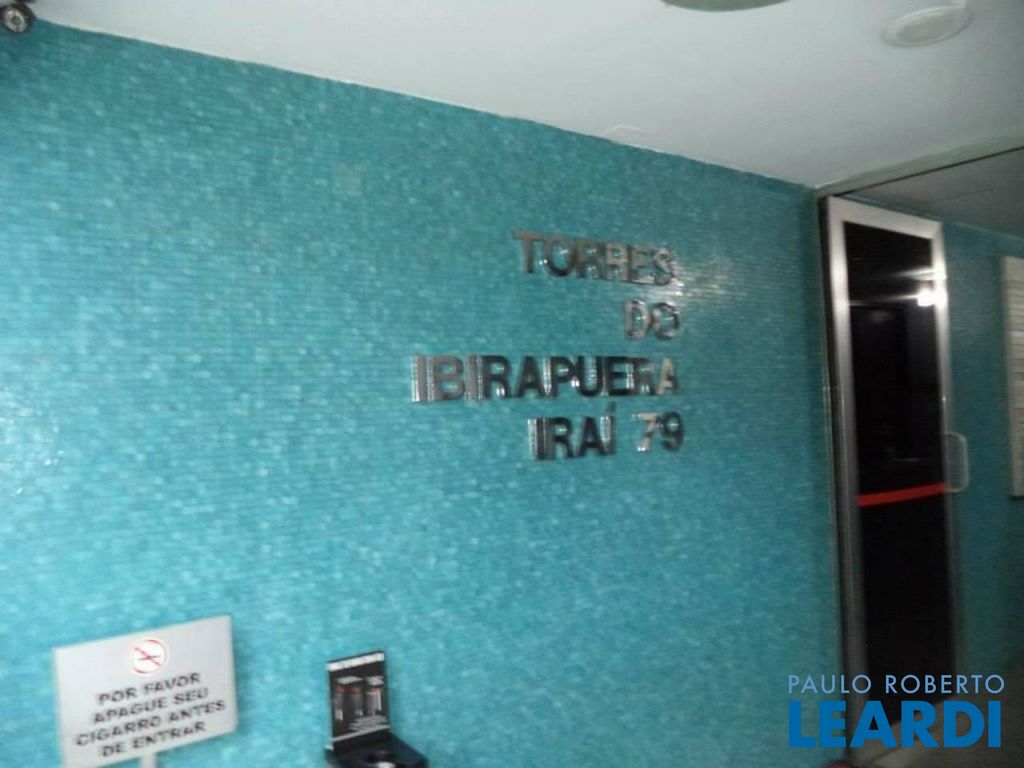 TORRES
DO
IBIRAPUERA
IRAÍ 79
POR FAVOR
APAGUE SEU
CIGARRO ANTES
DE ENTRAR
PAULO ROBERTO
LEARDI